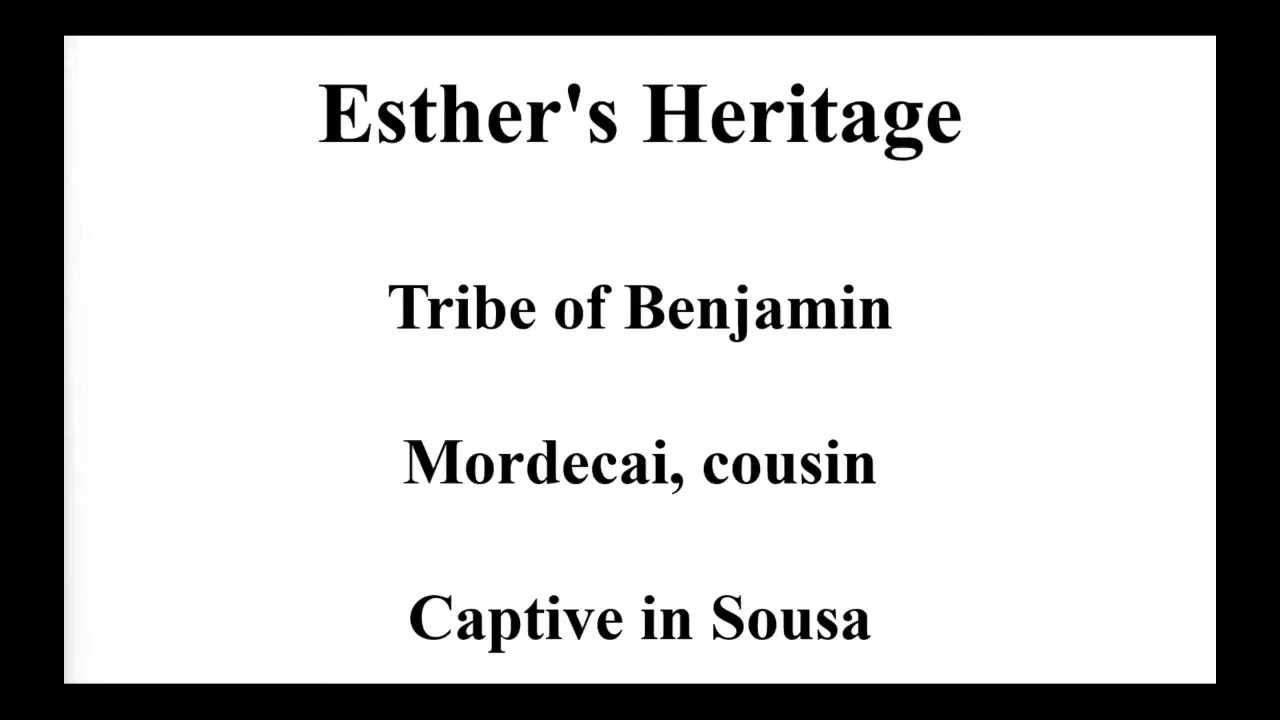 Esther's Heritage
Tribe of Benjamin
Mordecai, cousin
Captive in Sousa